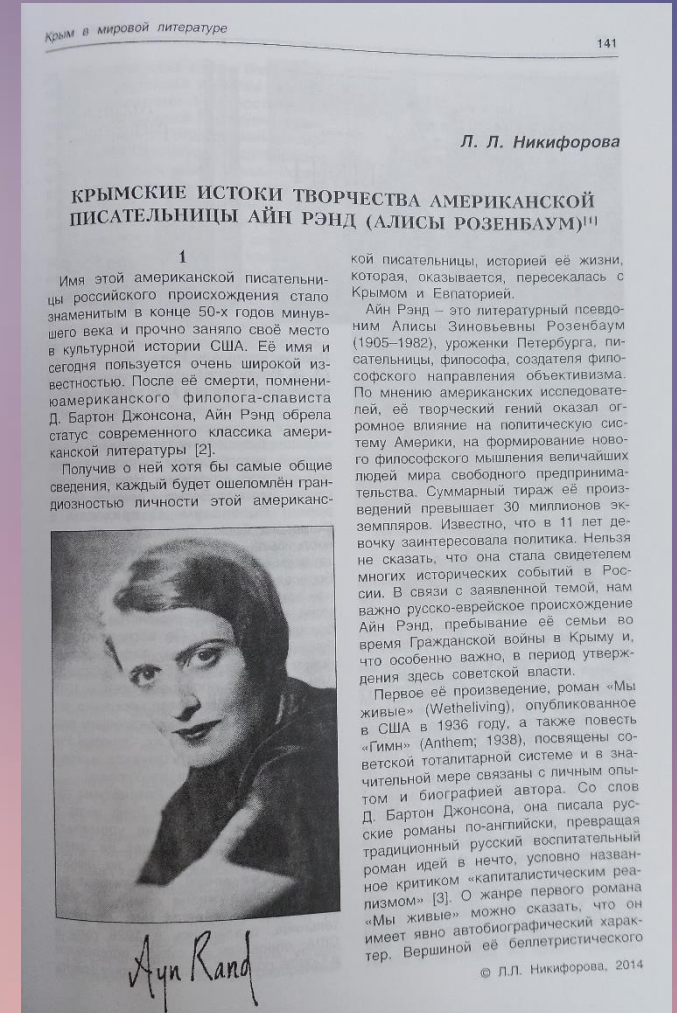 Крым в мировой литературе
141
Л. Л. Никифорова
КРЫМСКИЕ ИСТОКИ ТВОРЧЕСТВА АМЕРИКАНСКОЙ
ПИСАТЕЛЬНИЦЫ АЙН РЭНД (АЛИСЫ РОЗЕНБАУМ)[1]
1
Имя этой американской писательни-
цы российского происхождения стало
знаменитым в конце 50-х годов минув-
шего века и прочно заняло своё место
в культурной истории США. Её имя и
сегодня пользуется очень широкой из-
вестностью. После её смерти, помнени-
юамериканского филолога-слависта
Д. Бартон Джонсона, Айн Рэнд обрела
статус современного классика амери-
канской литературы [2].
Получив о ней хотя бы самые общие
сведения, каждый будет ошеломлён гран-
диозностью личности этой американс-
кой писательницы, историей её жизни,
которая, оказывается, пересекалась с
Крымом и Евпаторией.
Айн Рэнд – это литературный псевдо-
ним Алисы Зиновьевны Розенбаум
(1905–1982), уроженки Петербурга, пи-
сательницы, философа, создателя фило-
софского направления объективизма.
По мнению американских исследовате-
лей, её творческий гений оказал ог-
ромное влияние на политическую сис-
тему Америки, на формирование ново-
го философского мышления величайших
людей мира свободного предпринима-
тельства. Суммарный тираж её произ-
ведений превышает 30 миллионов эк-
земпляров. Известно, что в 11 лет де-
вочку заинтересовала политика. Нельзя
не сказать, что она стала свидетелем
многих исторических событий в Рос-
сии. В связи с заявленной темой, нам
важно русско-еврейское происхождение
Айн Рэнд, пребывание её семьи во
время Гражданской войны в Крыму и,
что особенно важно, в период утверж-
дения здесь советской власти.
Первое её произведение, роман «Мы
живые» (Wetheliving), опубликованное
в США в 1936 году, а также повесть
«Гимн» (Anthem; 1938), посвящены со-
ветской тоталитарной системе и в зна-
чительной мере связаны с личным опы-
том и биографией автора. Со слов
Д. Бартон Джонсона, она писала рус-
ские романы по-английски, превращая
традиционный русский воспитательный
роман идей в нечто, условно назван-
ное критиком «капиталистическим реа-
лизмом» [3]. О жанре первого романа
«Мы живые» можно сказать, что он
имеет явно автобиографический харак-
тер. Вершиной её беллетристического
Ayn Rand
© Л.Л. Никифорова, 2014